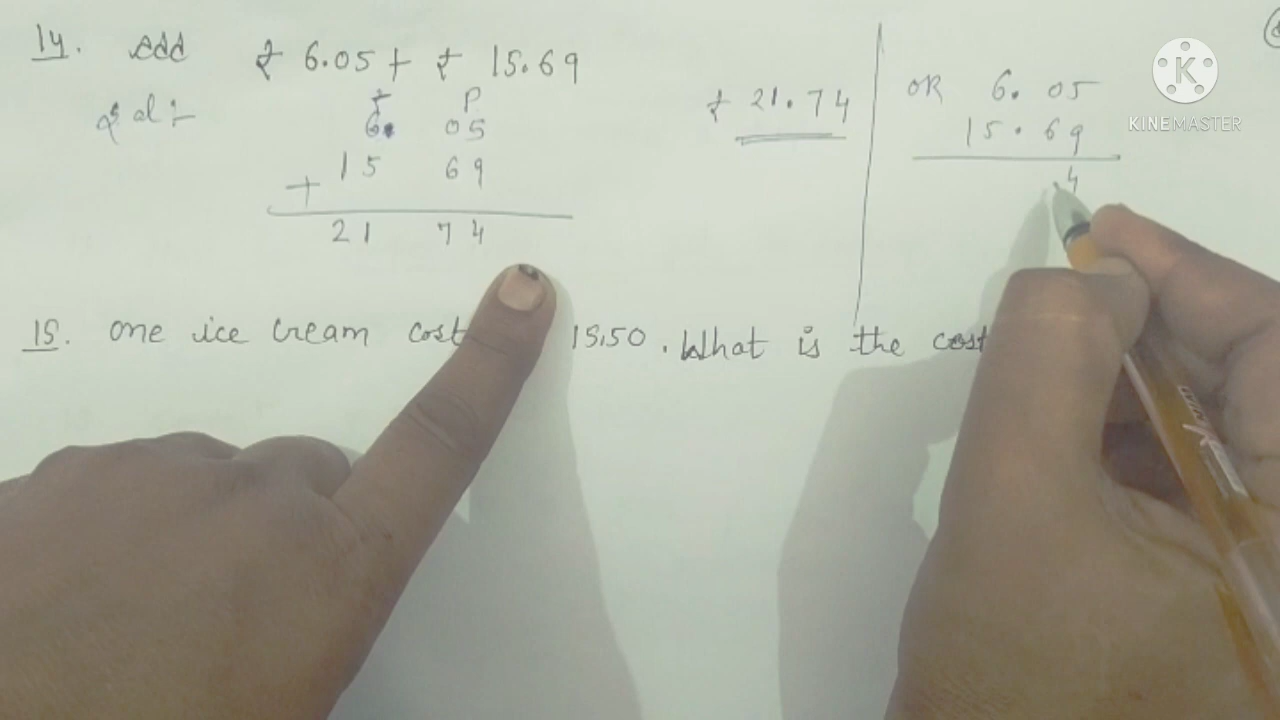 14. Add ₹ 6.05 + ₹ 15.69
Sol:-
₹ P
6. 05
+ 15 69
21 74
₹ 21.74
OR 6. 05
15.69
4
15. One ice cream cost 15.50. What is the cost
K
KINEMASTER